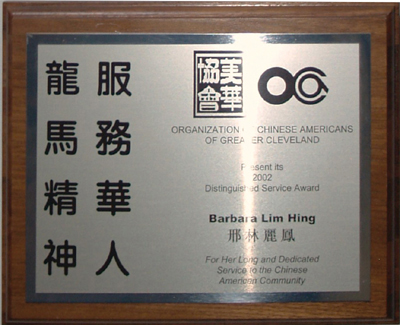 服務華人
龍馬精神
美華
協會
OCA
ORGANIZATION OF CHINESE AMERICANS
OF GREATER CLEVELAND
Present its
2002
Distinguished Service Award
Barbara Lim Hing
邢林麗鳳
For Her Long and Dedicated
Service to the Chinese
American Community